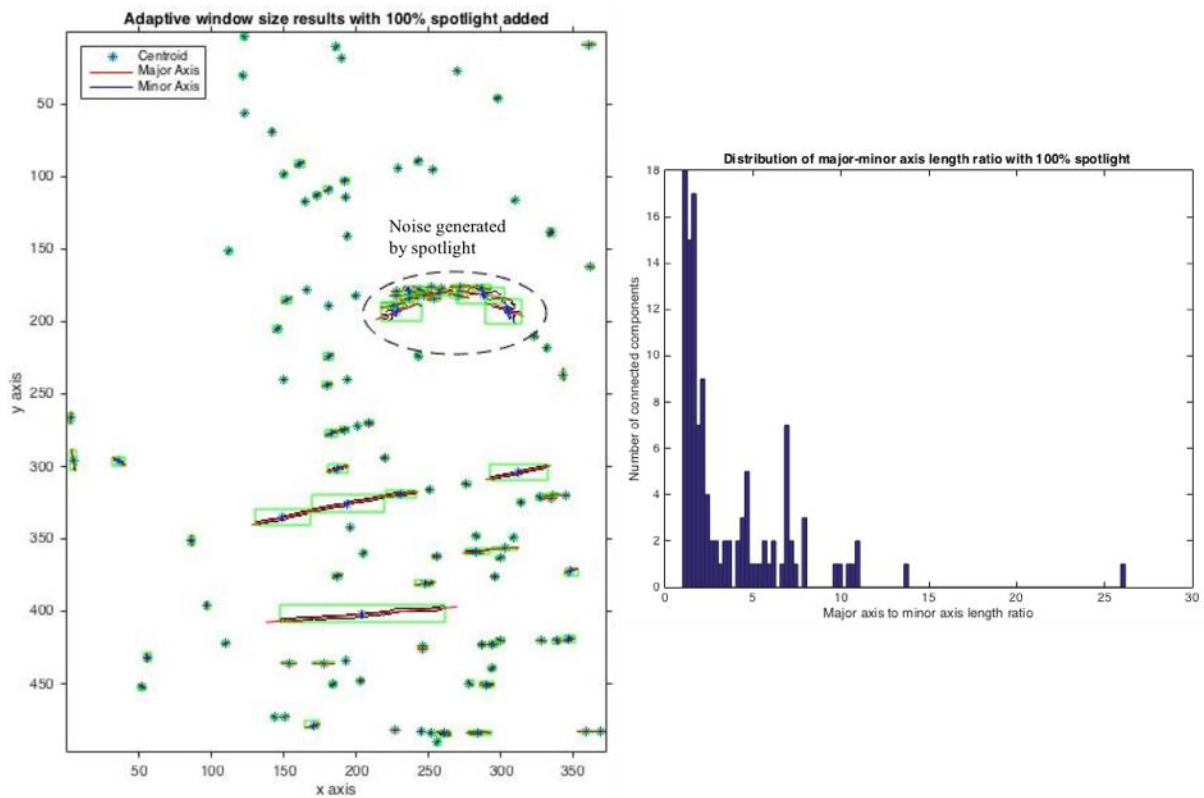 Adaptive window size results with 100% spotlight added
Centroid
Major Axis
Minor Axis
Noise generated
by spotlight
50
100
150
200
250
300
350
400
450
y axis
50 100 150 200 250 300 350
x axis
Distribution of major-minor axis length ratio with 100% spotlight
18
16
14
12
10
8
6
4
2
0
Number of connected components
0 5 10 15 20 25 30
Major axis to minor axis length ratio